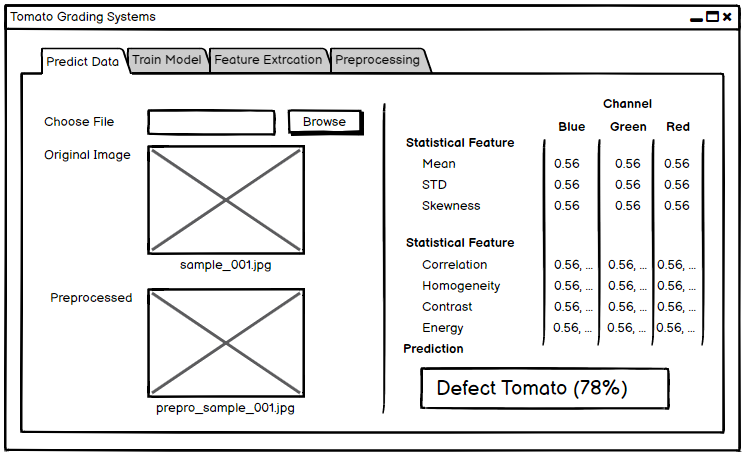 Tomato Grading Systems
Predict Data Train Model Feature Extrcation Preprocessing
Choose File Browse
Original Image
sample_001.jpg
Preprocessed
prepro_sample_001.jpg
Channel
Blue Green Red
Statistical Feature
Mean 0.56 0.56 0.56
STD 0.56 0.56 0.56
Skewness 0.56 0.56 0.56
Statistical Feature
Correlation 0.56, ... 0.56, ... 0.56, ...
Homogeneity 0.56, ... 0.56, ... 0.56, ...
Contrast 0.56, ... 0.56, ... 0.56, ...
Energy 0.56, ... 0.56, ... 0.56, ...
Prediction
Defect Tomato (78%)